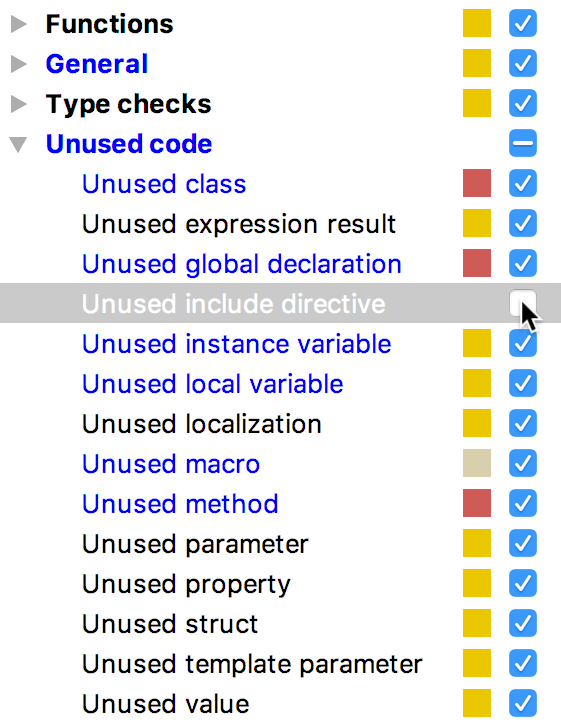 Functions
General
Type checks
Unused code
Unused class
Unused expression result
Unused global declaration
Unused include directive
Unused instance variable
Unused local variable
Unused localization
Unused macro
Unused method
Unused parameter
Unused property
Unused struct
Unused template parameter
Unused value